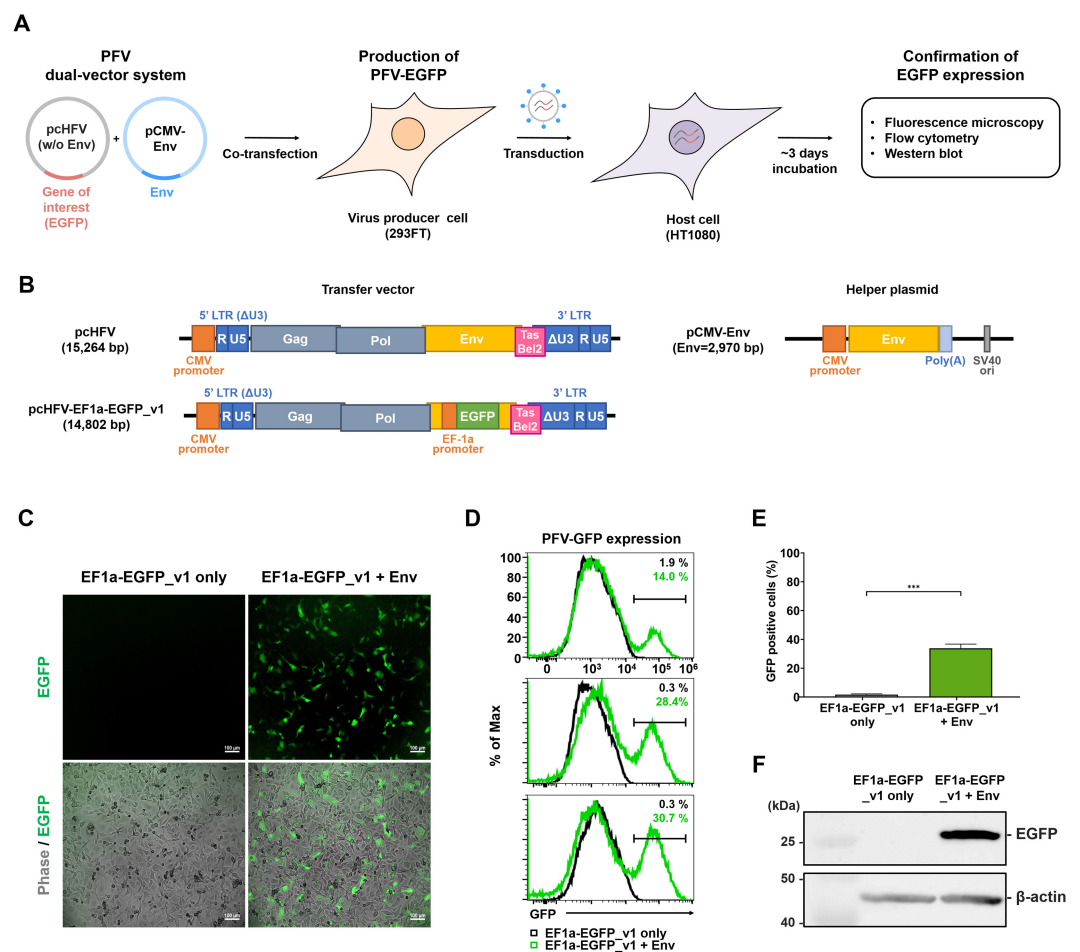 A
PFV
dual-vector system
pcHFV
(w/o Env)
+
pCMV-
Env
Gene of
interest
(EGFP)
Env
Co-transfection
Production of
PFV-EGFP
Virus producer cell
(293FT)
Transduction
Host cell
(HT1080)
~3 days
incubation
Confirmation of
EGFP expression
• Fluorescence microscopy
• Flow cytometry
• Western blot
B
Transfer vector
Helper plasmid
5' LTR (ΔU3)
3' LTR
pcHFV
(15,264 bp)
R U5 Gag Pol Env Tas Bel2 ΔU3 R U5
CMV
promoter
pCMV-Env
(Env=2,970 bp)
Env
CMV
promoter
Poly(A)
SV40
ori
5' LTR (ΔU3)
3' LTR
pcHFV-EF1a-EGFP_v1
(14,802 bp)
R U5 Gag Pol EGFP Tas Bel2 ΔU3 R U5
CMV
promoter
EF-1a
promoter
C
EF1a-EGFP_v1 only
EF1a-EGFP_v1 + Env
EGFP
100 μm
100 μm
Phase / EGFP
100 μm
100 μm
D
PFV-GFP expression
% of Max
100
80
60
40
20
0
1.9 %
14.0 %
0 10³ 10⁴ 10⁵ 10⁶
0.3 %
28.4%
0.3 %
30.7 %
GFP
EF1a-EGFP_v1 only
EF1a-EGFP_v1 + Env
E
GFP positive cells (%)
100
80
60
40
20
0
***
EF1a-EGFP_v1
only
EF1a-EGFP_v1
+ Env
F
EF1a-EGFP
_v1 only
EF1a-EGFP
_v1 + Env
(kDa)
25
EGFP
50
40
β-actin